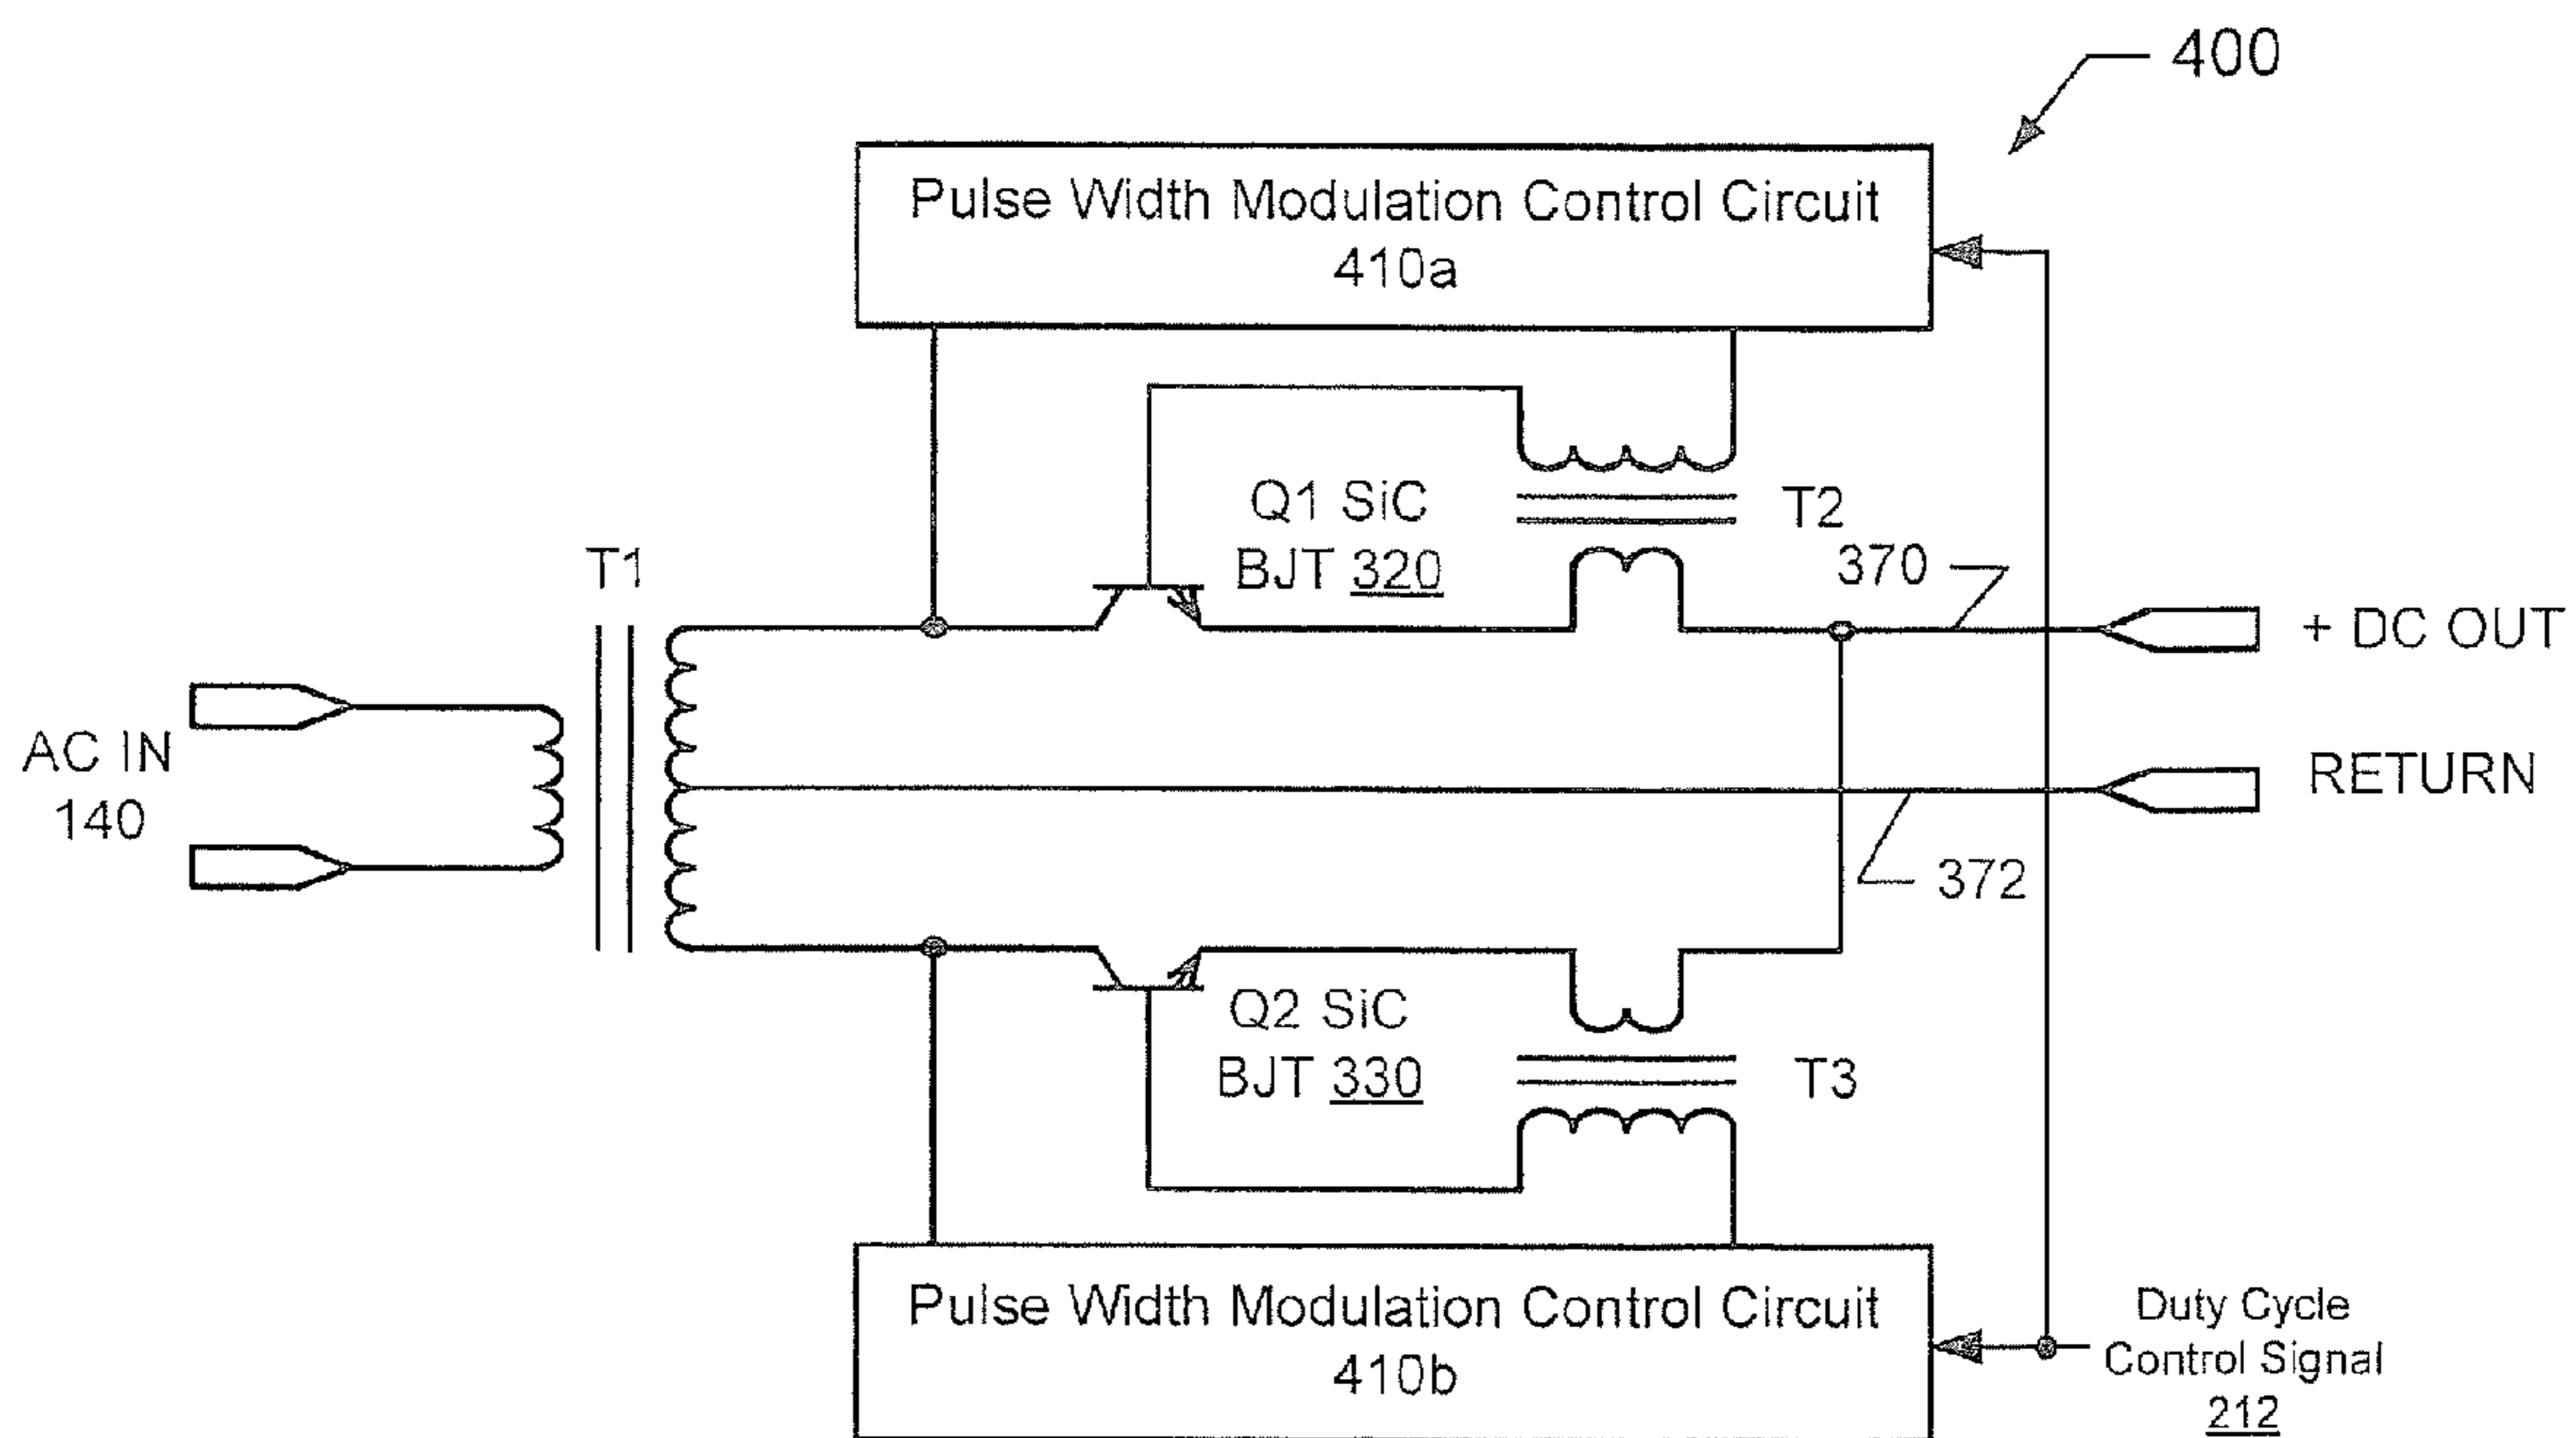 400
Pulse Width Modulation Control Circuit
410a
Q1 SiC
BJT 320
T2
370
T1
+ DC OUT
AC IN
140
RETURN
372
Q2 SiC
BJT 330
T3
Pulse Width Modulation Control Circuit
410b
Duty Cycle
Control Signal
212